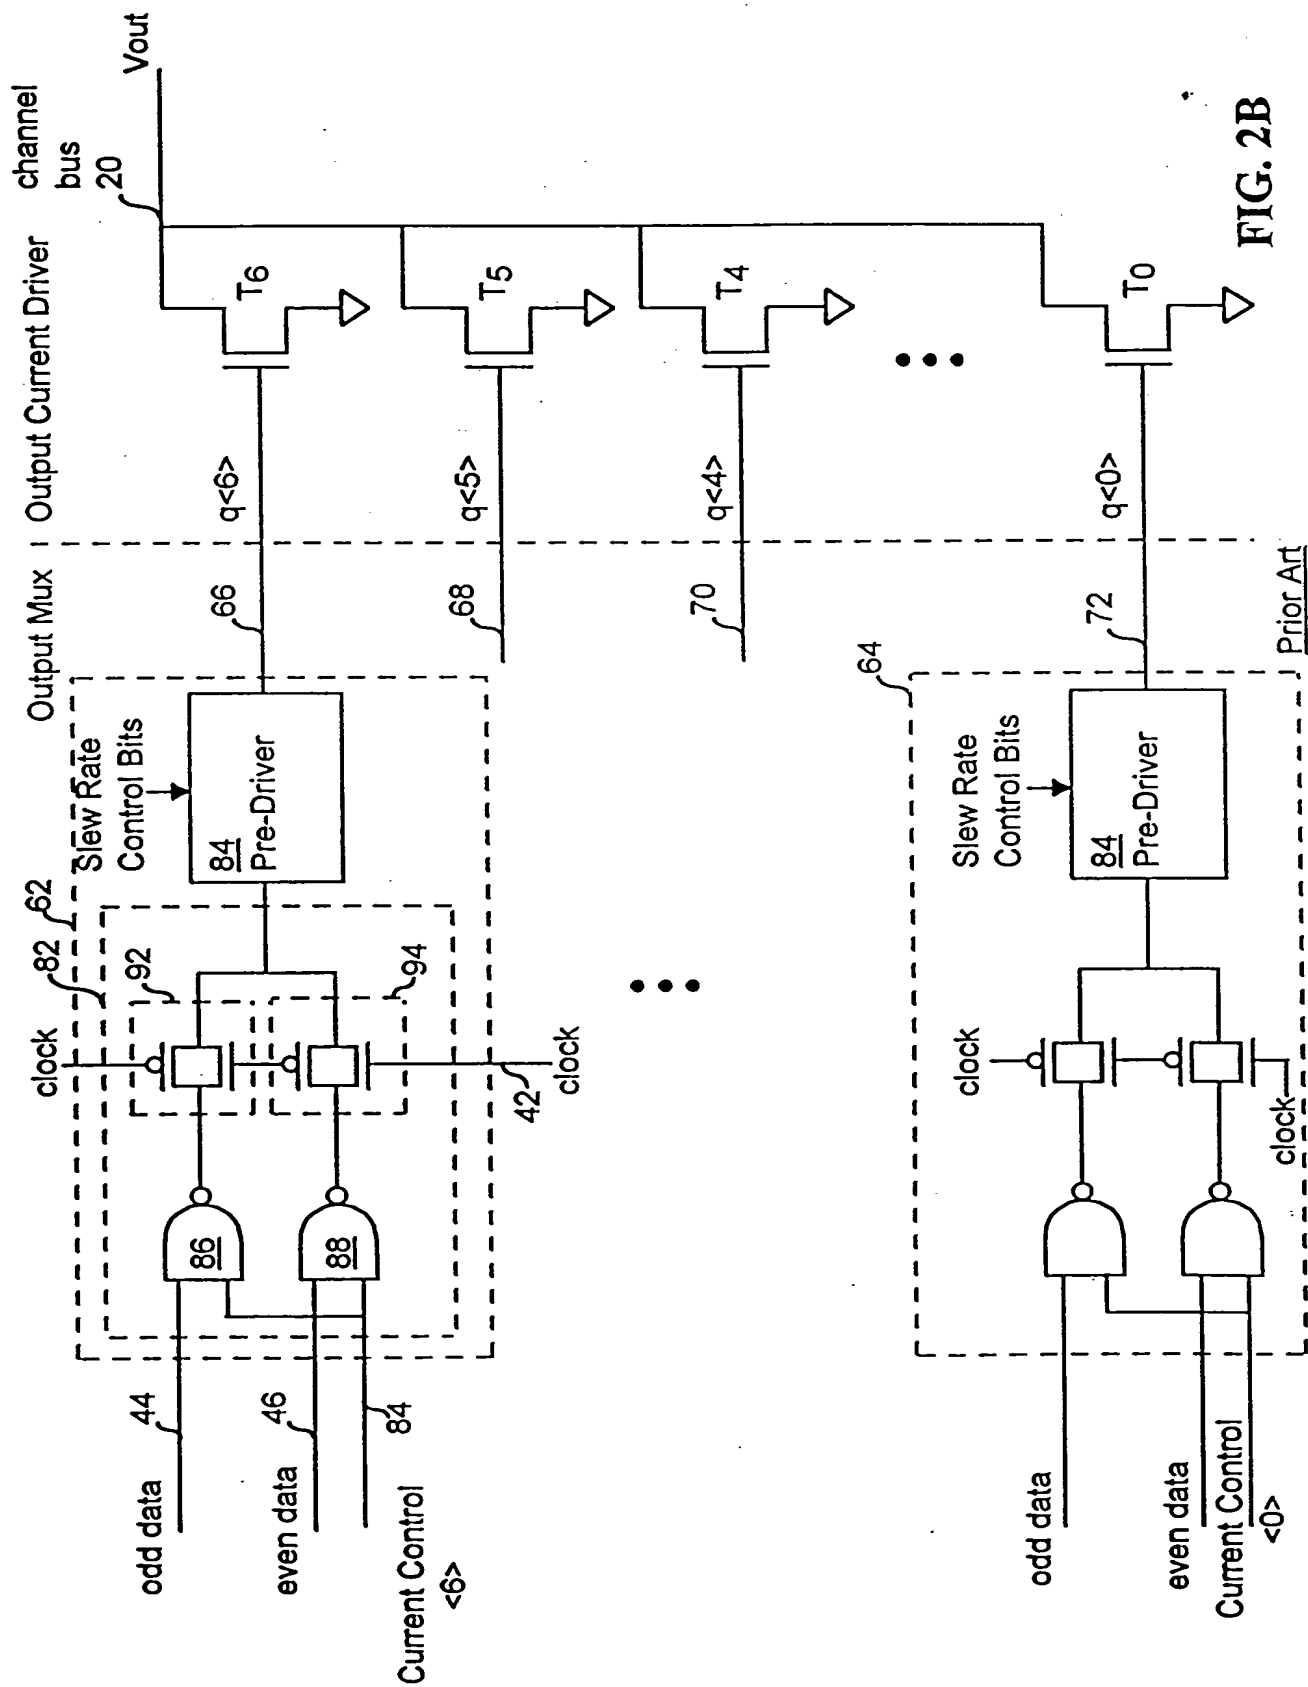 Output Mux
Output Current Driver
channel
bus
20
Vout
62
82
clock
92
94
Slew Rate
Control Bits
84
Pre-Driver
66
q<6>
T6
86
88
44
odd data
46
even data
84
Current Control
<6>
42
clock
68
q<5>
T5
70
q<4>
T4
64
clock
Slew Rate
Control Bits
84
Pre-Driver
72
q<0>
T0
odd data
even data
Current Control
<0>
clock
Prior Art
FIG. 2B